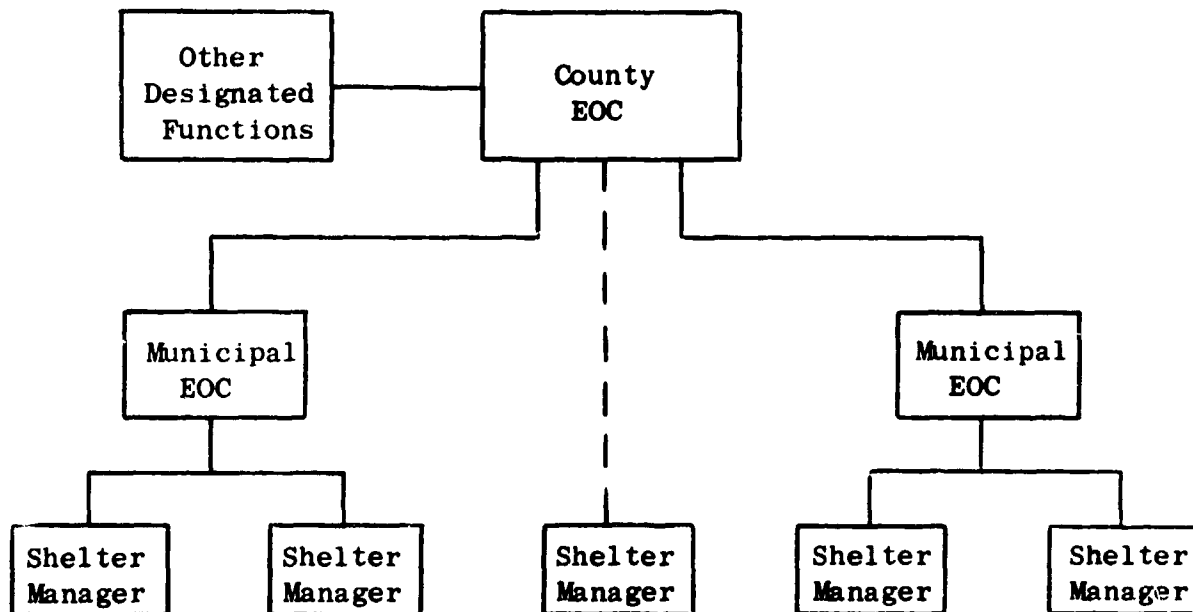 Other
Designated
Functions
County
EOC
Municipal
EOC
Municipal
EOC
Shelter
Manager
Shelter
Manager
Shelter
Manager
Shelter
Manager
Shelter
Manager